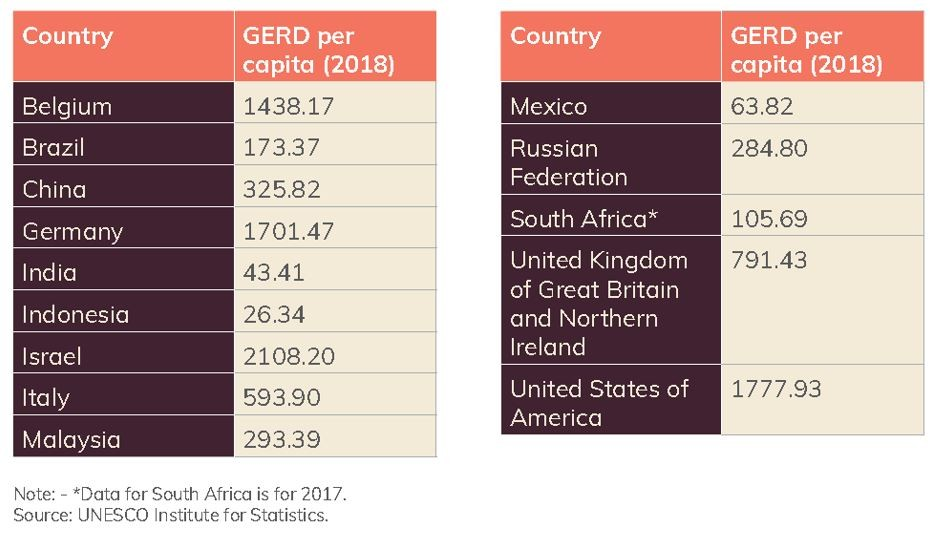 Country GERD per
capita (2018)
Belgium 1438.17
Brazil 173.37
China 325.82
Germany 1701.47
India 43.41
Indonesia 26.34
Israel 2108.20
Italy 593.90
Malaysia 293.39
Country GERD per
capita (2018)
Mexico 63.82
Russian 284.80
Federation
South Africa* 105.69
United Kingdom 791.43
of Great Britain
and Northern
Ireland
United States of 1777.93
America
Note: - *Data for South Africa is for 2017.
Source: UNESCO Institute for Statistics.